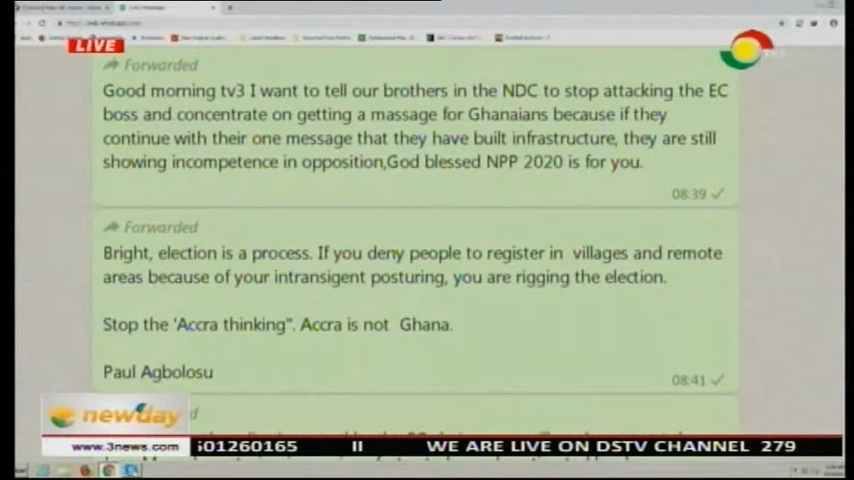 LIVE
Forwarded
Good morning tv3 I want to tell our brothers in the NDC to stop attacking the EC
boss and concentrate on getting a massage for Ghanaians because if they
continue with their one message that they have built infrastructure, they are still
showing incompetence in opposition,God blessed NPP 2020 is for you.
08:39
Forwarded
Bright, election is a process. If you deny people to register in villages and remote
areas because of your intransigent posturing, you are rigging the election.
Stop the 'Accra thinking". Accra is not Ghana.
Paul Agbolosu
08:41
newday
www.3news.com
501260165 II WE ARE LIVE ON DSTV CHANNEL 279